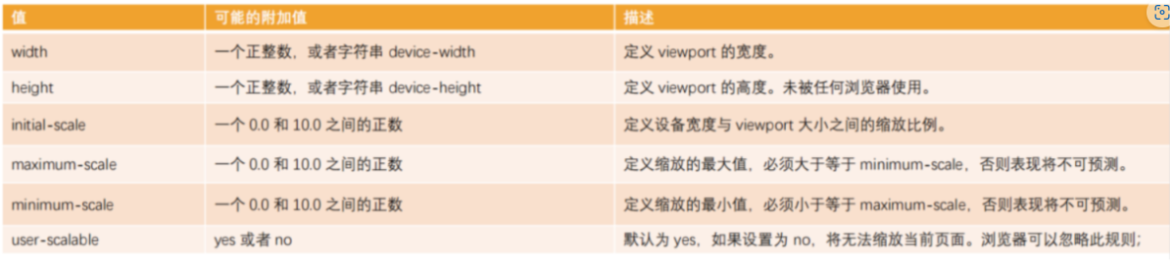 值 可能的附加值 描述
width 一个正整数，或者字符串 device-width 定义 viewport 的宽度。
height 一个正整数，或者字符串 device-height 定义 viewport 的高度。未被任何浏览器使用。
initial-scale 一个 0.0 和 10.0 之间的正数 定义设备宽度与 viewport 大小之间的缩放比例。
maximum-scale 一个 0.0 和 10.0 之间的正数 定义缩放的最大值，必须大于等于 minimum-scale，否则表现将不可预测。
minimum-scale 一个 0.0 和 10.0 之间的正数 定义缩放的最小值，必须小于等于 maximum-scale，否则表现将不可预测。
user-scalable yes 或者 no 默认为 yes，如果设置为 no，将无法缩放当前页面。浏览器可以忽略此规则；